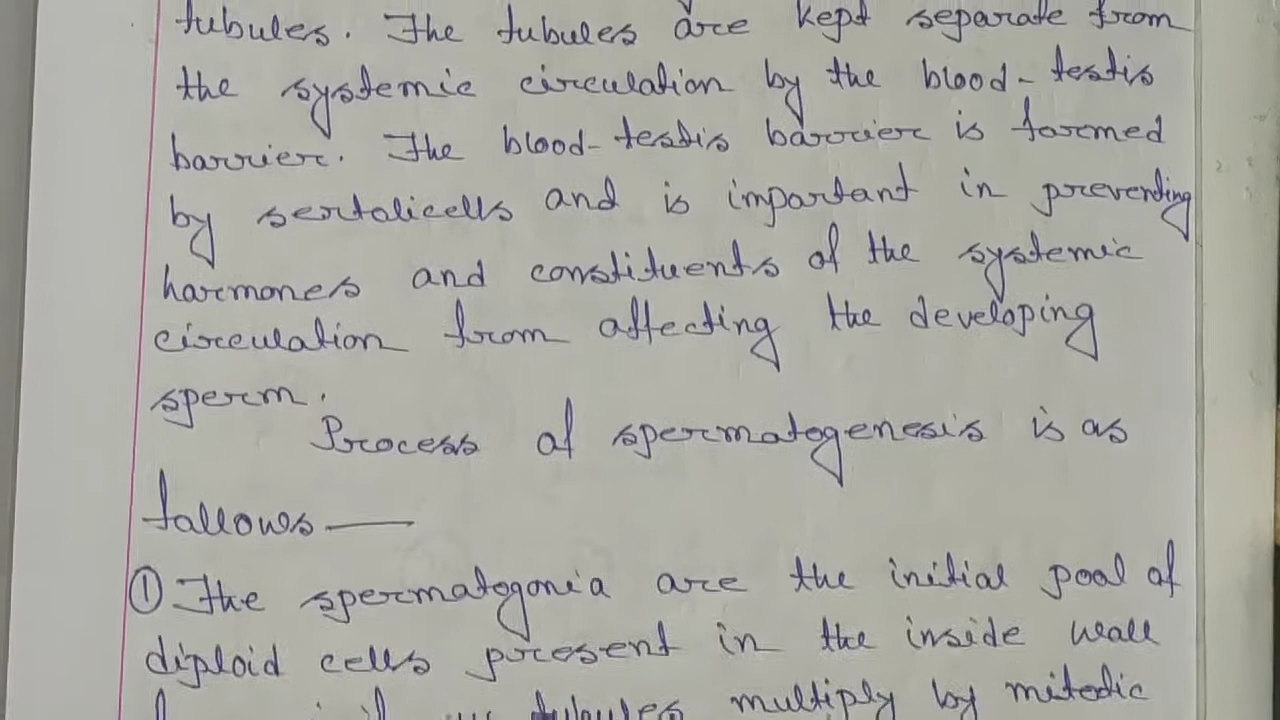 tubules. The tubules are kept separate from
the systemic circulation by the blood-testis
barrier. The blood-testis barrier is formed
by sertolicells and is important in preventing
hormones and constituents of the systemic
circulation from affecting the developing
sperm.
Process of spermatogenesis is as
follows—
① The spermatogonia are the initial pool of
diploid cells present in the inside wall
tubules multiply by mitotic